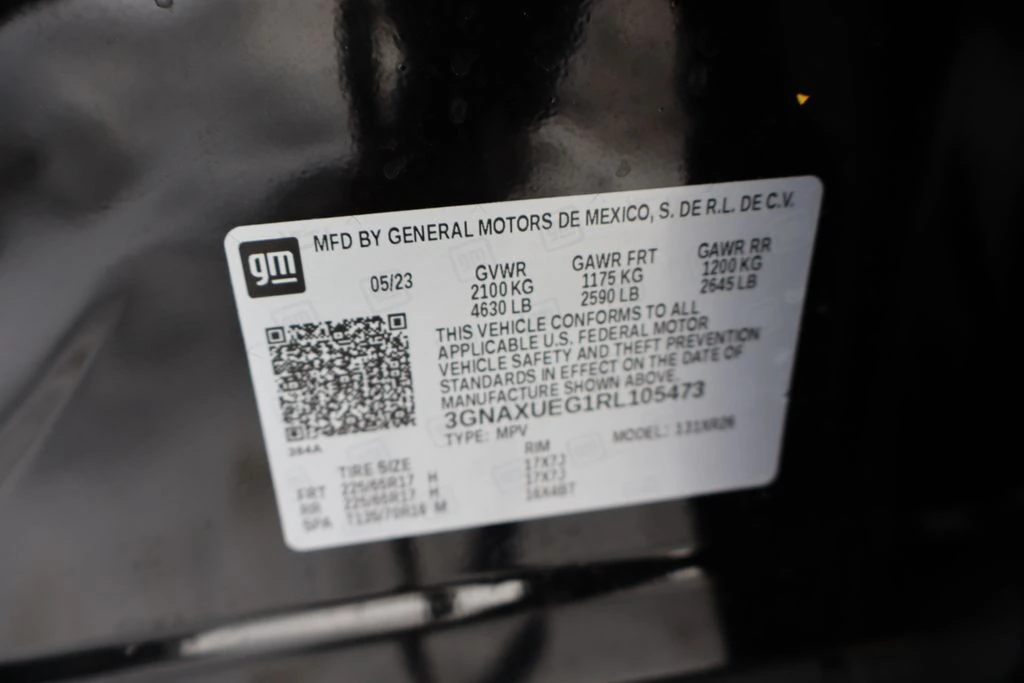 gm
MFD BY GENERAL MOTORS DE MEXICO, S. DE R.L. DE C.V.
05/23
GVWR
2100 KG
4630 LB
GAWR FRT
1175 KG
2590 LB
GAWR RR
1200 KG
2645 LB
THIS VEHICLE CONFORMS TO ALL
APPLICABLE U.S. FEDERAL MOTOR
VEHICLE SAFETY AND THEFT PREVENTION
STANDARDS IN EFFECT ON THE DATE OF
MANUFACTURE SHOWN ABOVE
3GNAXUEG1RL105473
TYPE: MPV
MODEL:
TIRE SIZE
RIM
FRT 225/65R17 H 17X7J
RR 225/65R17 H 17X7J
SPA